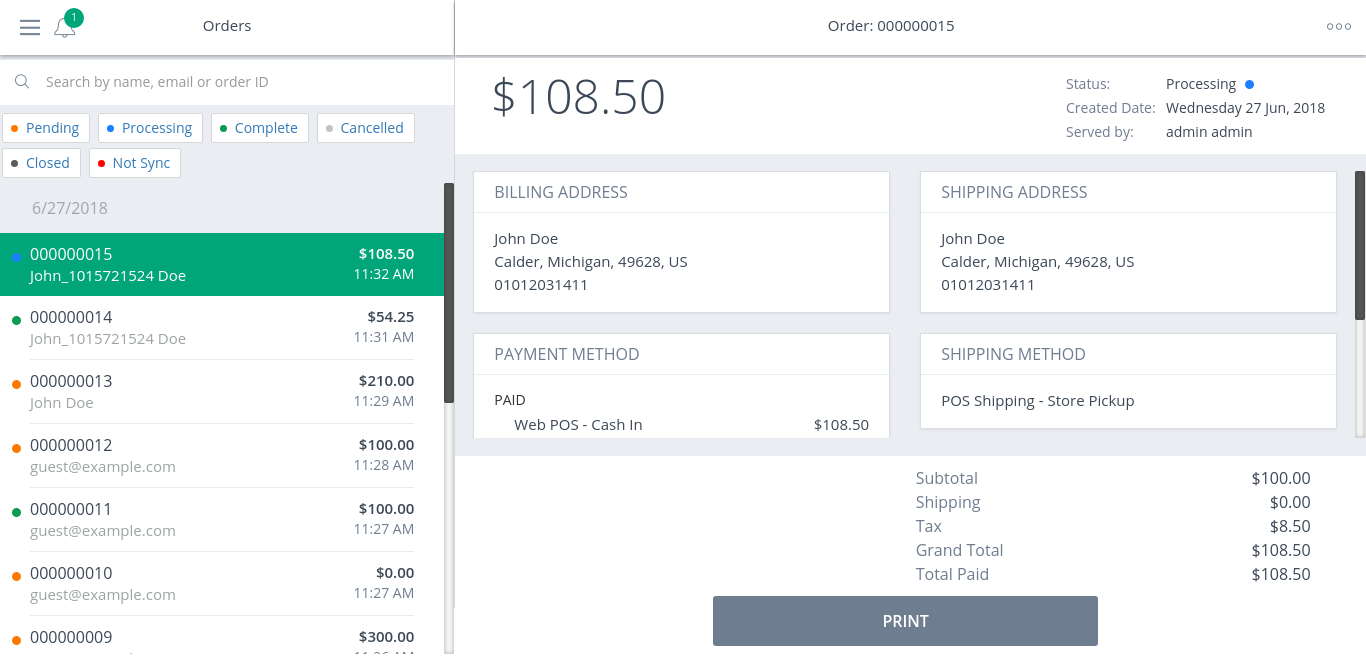 1
Orders
Search by name, email or order ID
Pending
Processing
Complete
Cancelled
Closed
Not Sync
6/27/2018
000000015 $108.50
John_1015721524 Doe 11:32 AM
000000014 $54.25
John_1015721524 Doe 11:31 AM
000000013 $210.00
John Doe 11:29 AM
000000012 $100.00
guest@example.com 11:28 AM
000000011 $100.00
guest@example.com 11:27 AM
000000010 $0.00
guest@example.com 11:27 AM
000000009 $300.00
Order: 000000015
$108.50
Status: Processing
Created Date: Wednesday 27 Jun, 2018
Served by: admin admin
BILLING ADDRESS
John Doe
Calder, Michigan, 49628, US
01012031411
SHIPPING ADDRESS
John Doe
Calder, Michigan, 49628, US
01012031411
PAYMENT METHOD
PAID
Web POS - Cash In $108.50
SHIPPING METHOD
POS Shipping - Store Pickup
Subtotal $100.00
Shipping $0.00
Tax $8.50
Grand Total $108.50
Total Paid $108.50
PRINT